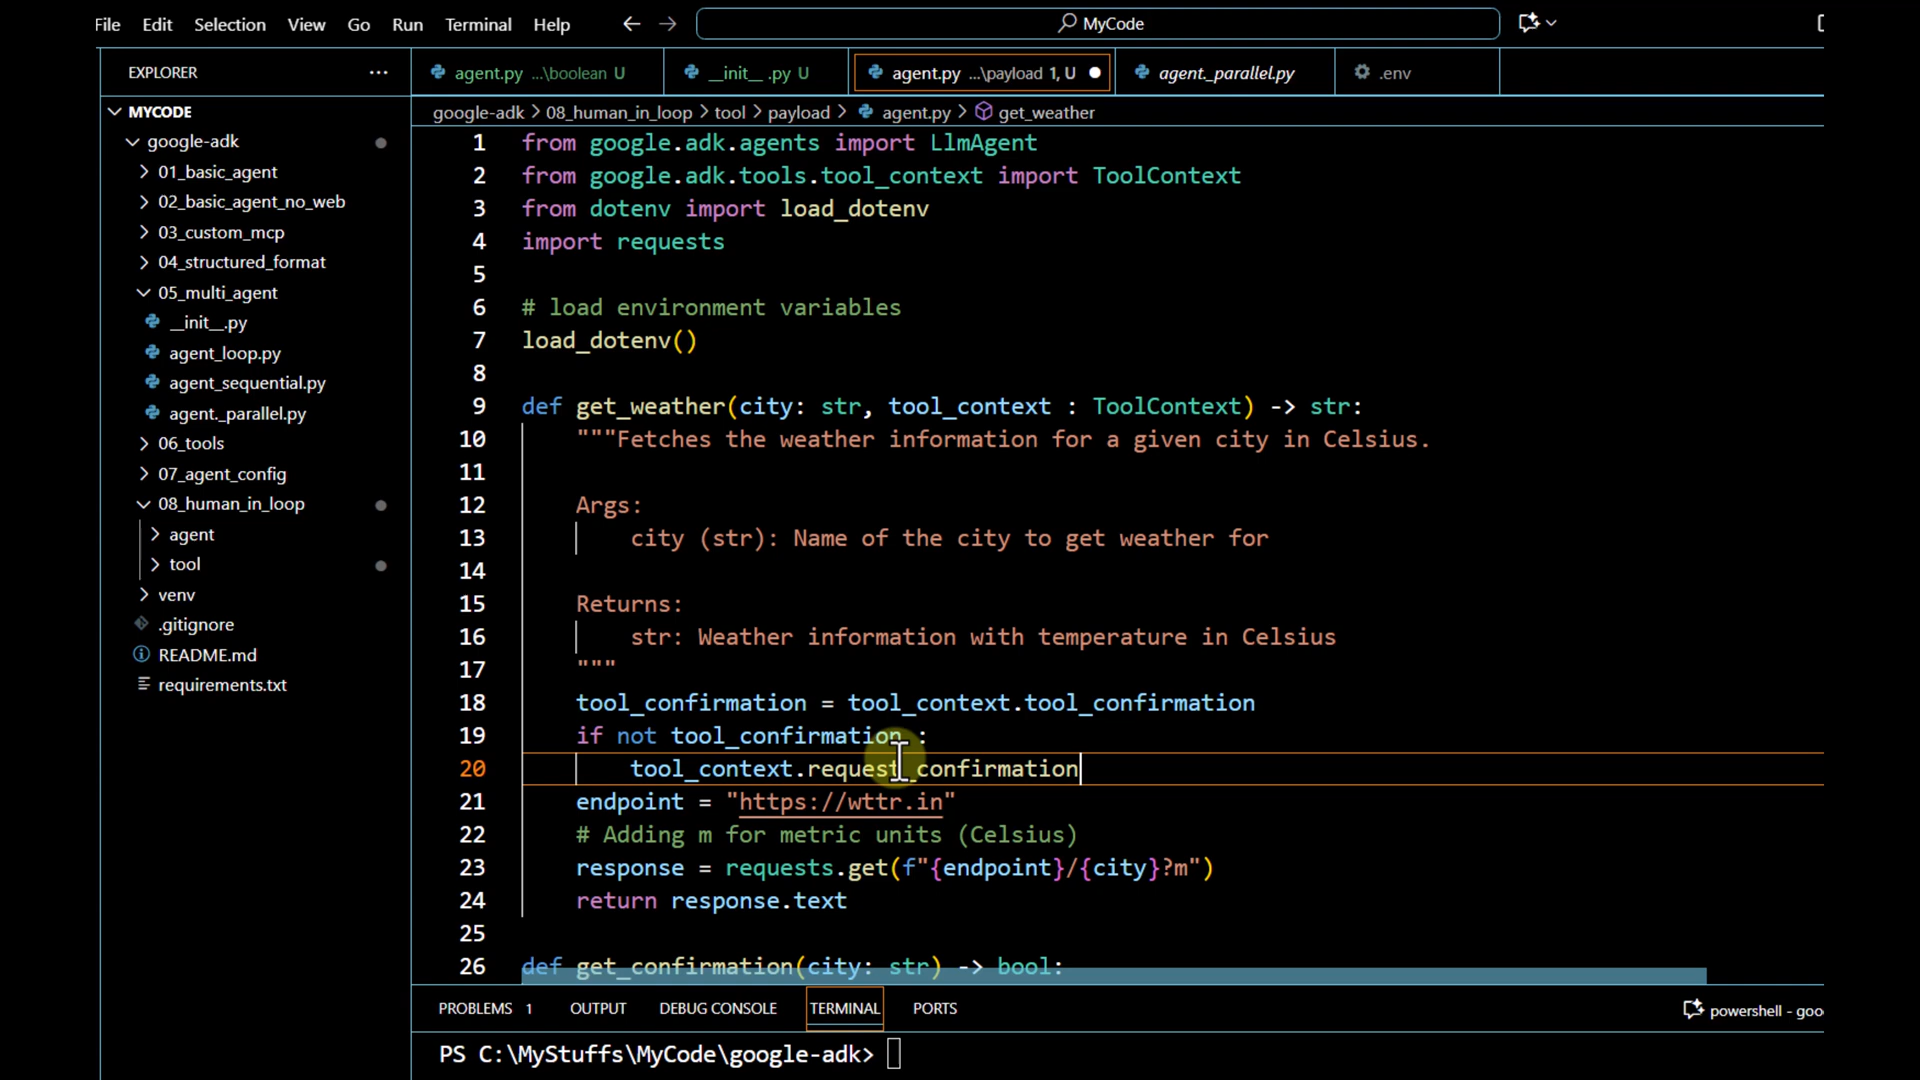 File Edit Selection View Go Run Terminal Help
MyCode
EXPLORER
MYCODE
google-adk
01_basic_agent
02_basic_agent_no_web
03_custom_mcp
04_structured_format
05_multi_agent
__init__.py
agent_loop.py
agent_sequential.py
agent._parallel.py
06_tools
07_agent_config
08_human_in_loop
agent
tool
venv
.gitignore
README.md
requirements.txt
agent.py ...\boolean U
__init__ .py U
agent.py ...\payload 1, U
agent._parallel.py
.env
google-adk > 08_human_in_loop > tool > payload > agent.py > get_weather
1 from google.adk.agents import LlmAgent
2 from google.adk.tools.tool_context import ToolContext
3 from dotenv import load_dotenv
4 import requests
5
6 # load environment variables
7 load_dotenv()
8
9 def get_weather(city: str, tool_context : ToolContext) -> str:
10 """Fetches the weather information for a given city in Celsius.
11
12 Args:
13 city (str): Name of the city to get weather for
14
15 Returns:
16 str: Weather information with temperature in Celsius
17 """
18 tool_confirmation = tool_context.tool_confirmation
19 if not tool_confirmation :
20 tool_context.request_confirmation
21 endpoint = "https://wttr.in"
22 # Adding m for metric units (Celsius)
23 response = requests.get(f"{endpoint}/{city}?m")
24 return response.text
25
26 def get_confirmation(city: str) -> bool:
PROBLEMS 1 OUTPUT DEBUG CONSOLE TERMINAL PORTS
powershell - goo
PS C:\MyStuffs\MyCode\google-adk>